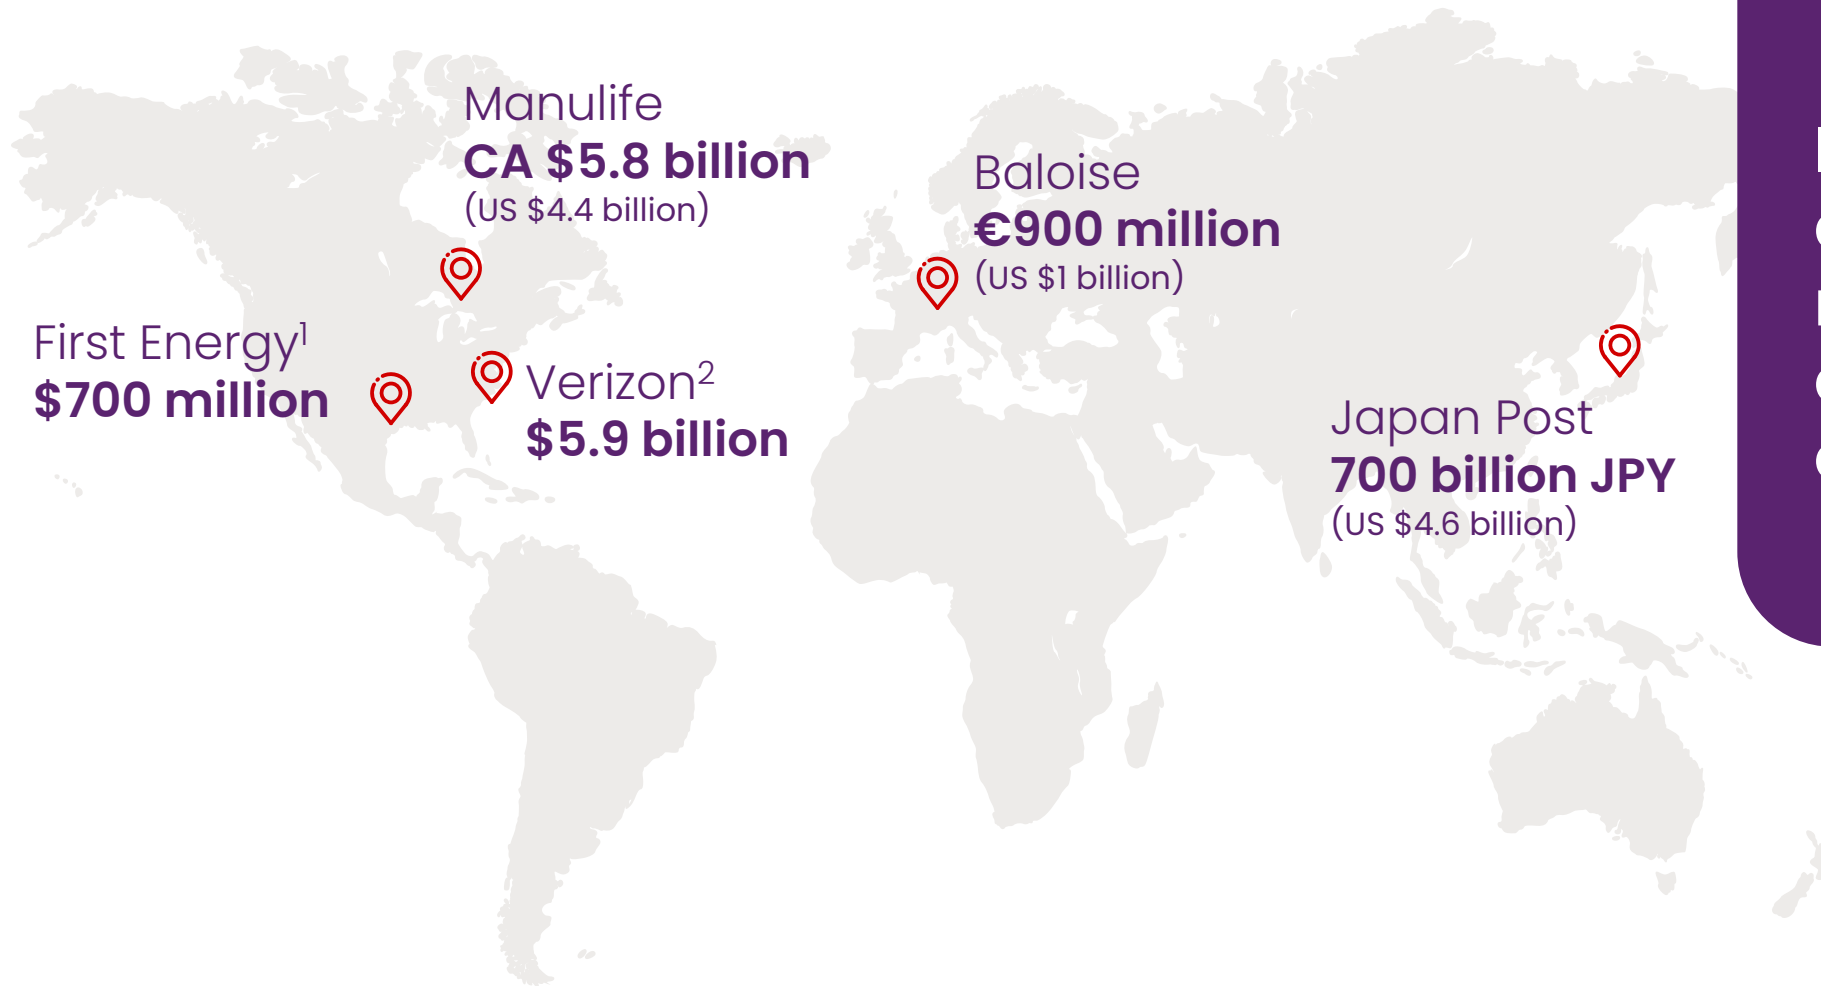 Manulife
CA $5.8 billion
(US $4.4 billion)
Baloise
€900 million
(US $1 billion)
First Energy¹
$700 million
Verizon²
$5.9 billion
Japan Post
700 billion JPY
(US $4.6 billion)